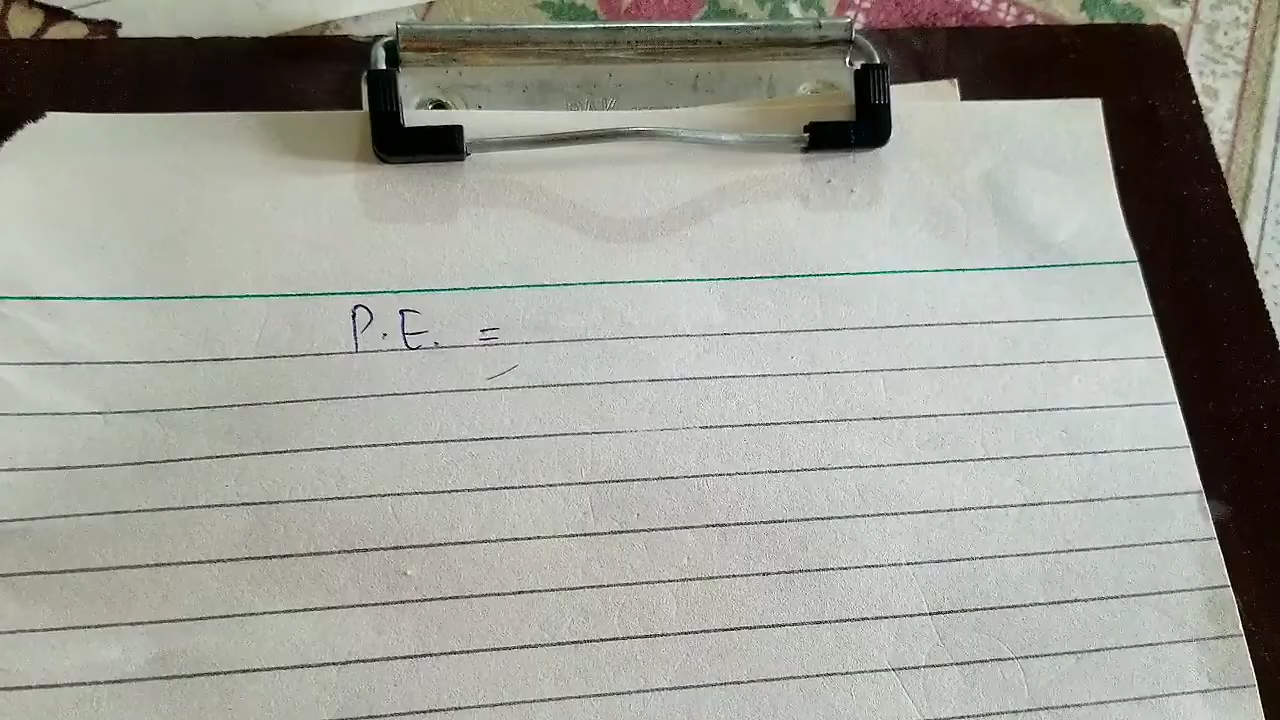 P.E. =